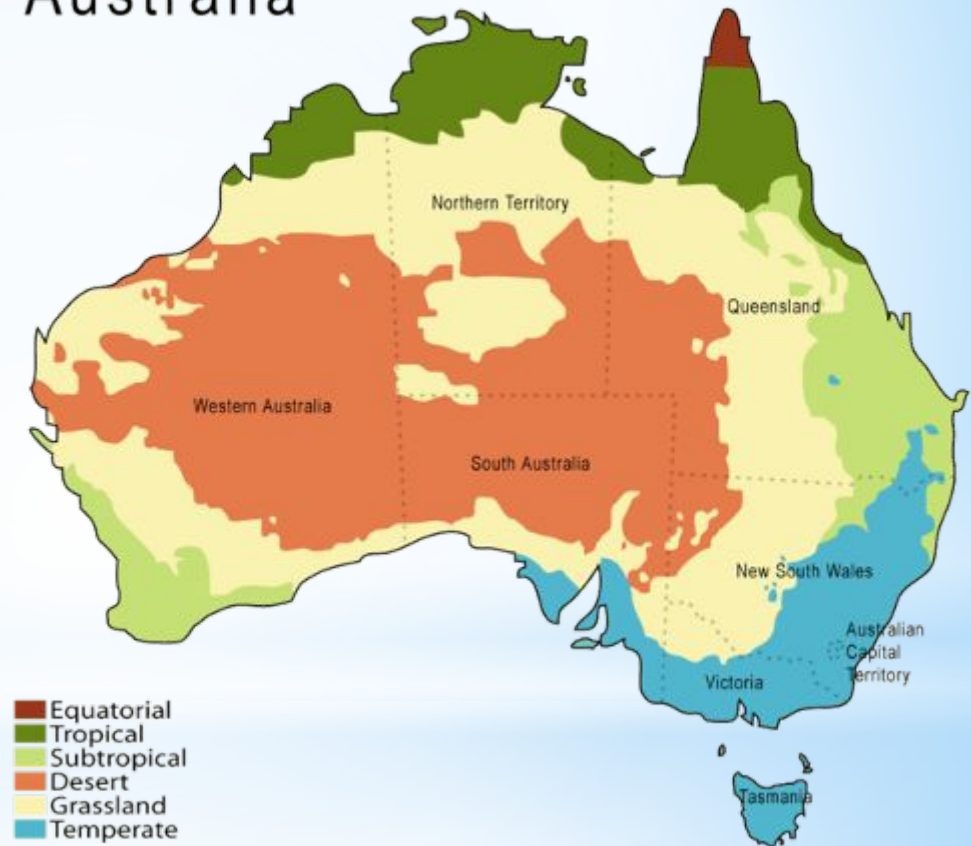 Australia
Northern Territory
Queensland
Western Australia
South Australia
New South Wales
Australian
Capital
Territory
Victoria
Tasmania
Equatorial
Tropical
Subtropical
Desert
Grassland
Temperate